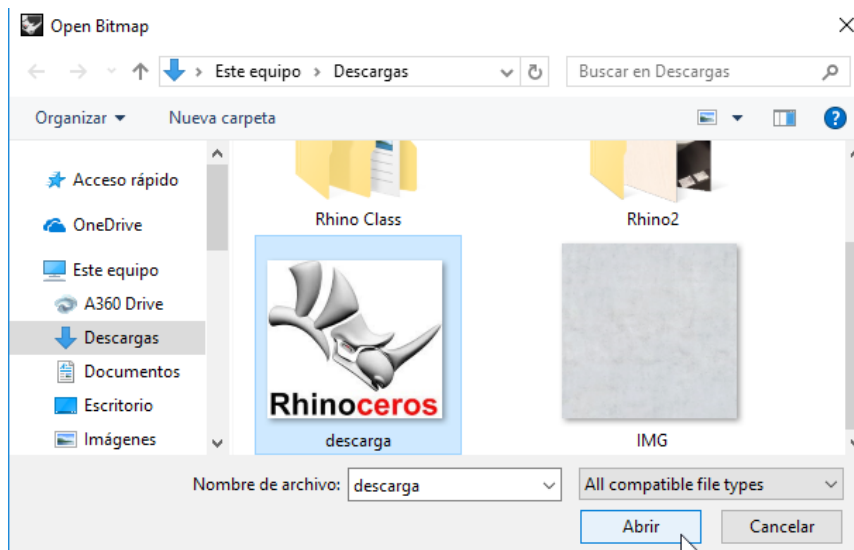 Open Bitmap
Este equipo > Descargas
Buscar en Descargas
Organizar
Nueva carpeta
?
Acceso rápido
OneDrive
Este equipo
A360 Drive
Descargas
Documentos
Escritorio
Imágenes
Rhino Class
Rhino2
Rhinoceros
descarga
IMG
Nombre de archivo: descarga
All compatible file types
Abrir
Cancelar